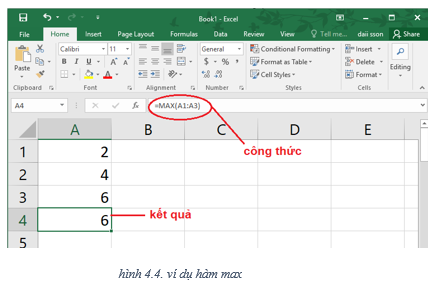 Book1 - Excel
File Home Insert Page Layout Formulas Data Review View Tell me... dai sson Share
Calibri 11 General Conditional Formatting Insert
Paste B I U $ % , Format as Table Delete Editing
Cell Styles Format
Clipboard Font Alignment Number Styles Cells
A4 fx =MAX(A1:A3)
công thức
A B C D E
1 2
2 4
3 6
4 6 kết quả
5
hình 4.4. ví dụ hàm max